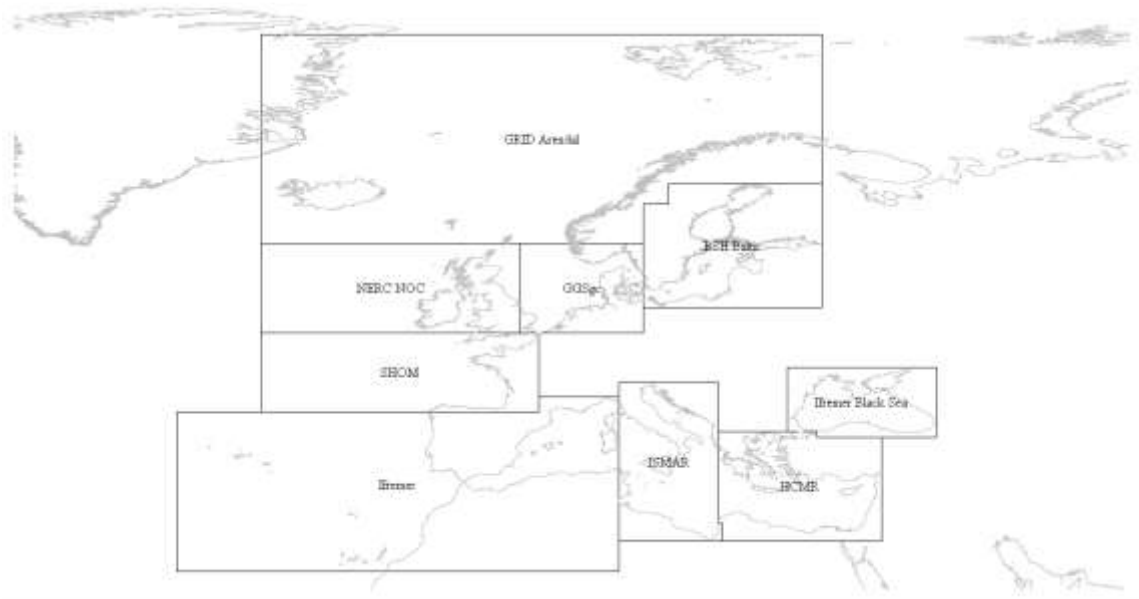 GRID Arendal
BSH Baltic
NERC NOC
GGSgc
SHOM
Ifremer Black Sea
ISMAR
Ifremer
HCMR